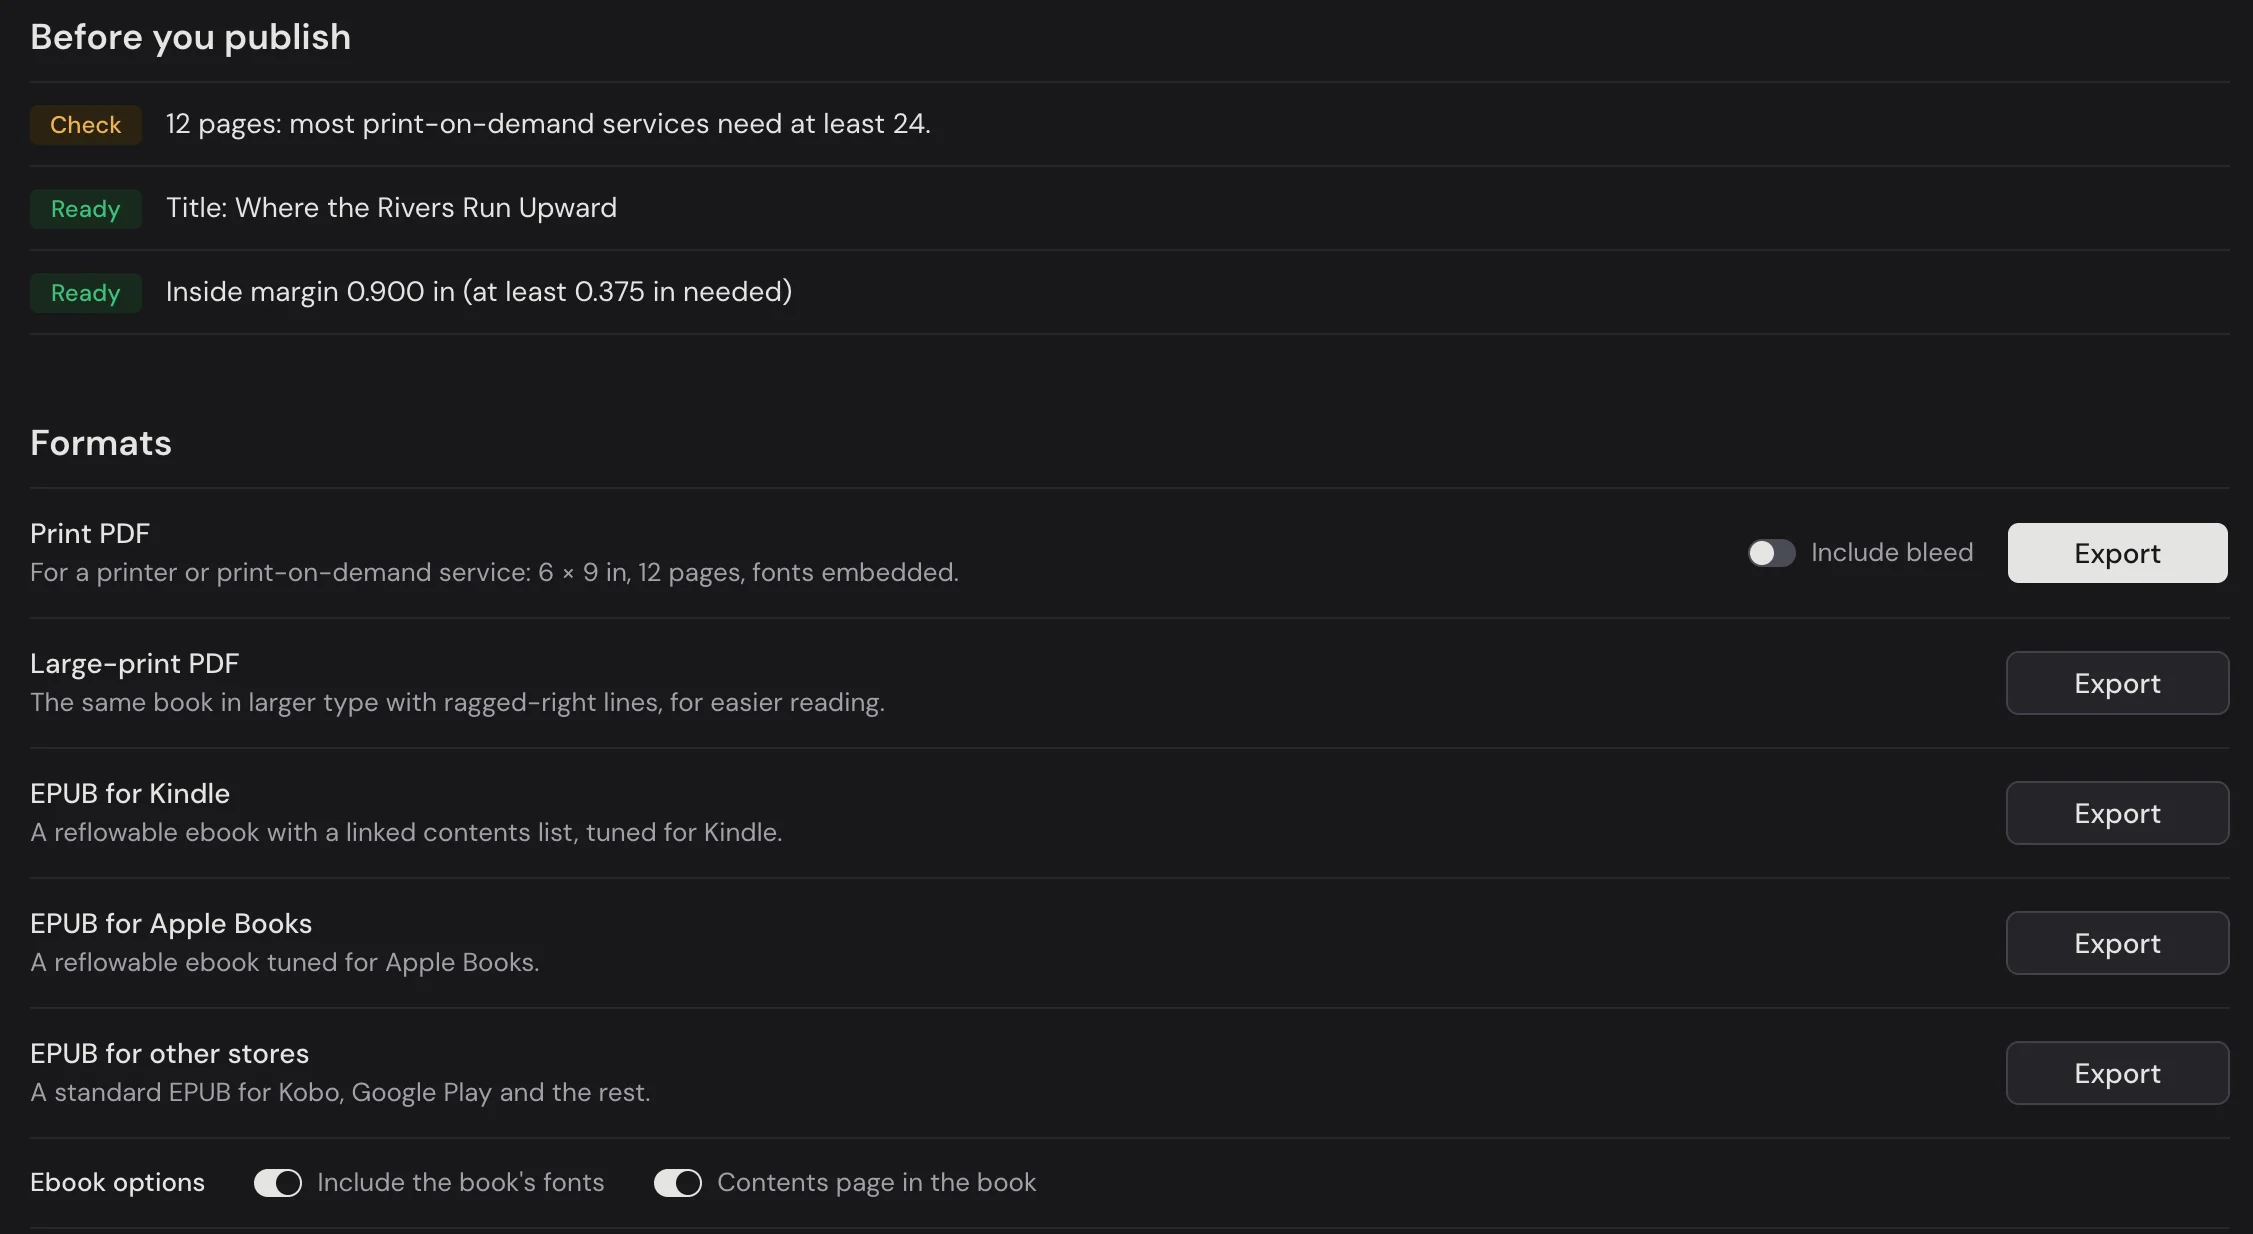 Before you publish
Check 12 pages: most print-on-demand services need at least 24.
Ready Title: Where the Rivers Run Upward
Ready Inside margin 0.900 in (at least 0.375 in needed)
Formats
Print PDF
For a printer or print-on-demand service: 6 × 9 in, 12 pages, fonts embedded.
Include bleed Export
Large-print PDF
The same book in larger type with ragged-right lines, for easier reading.
Export
EPUB for Kindle
A reflowable ebook with a linked contents list, tuned for Kindle.
Export
EPUB for Apple Books
A reflowable ebook tuned for Apple Books.
Export
EPUB for other stores
A standard EPUB for Kobo, Google Play and the rest.
Export
Ebook options Include the book's fonts Contents page in the book